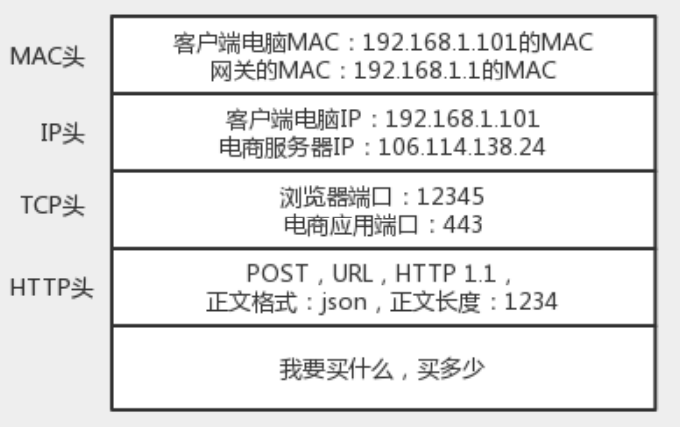 MAC头
客户端电脑MAC：192.168.1.101的MAC
网关的MAC：192.168.1.1的MAC
IP头
客户端电脑IP：192.168.1.101
电商服务器IP：106.114.138.24
TCP头
浏览器端口：12345
电商应用端口：443
HTTP头
POST，URL，HTTP 1.1，
正文格式：json，正文长度：1234
我要买什么，买多少